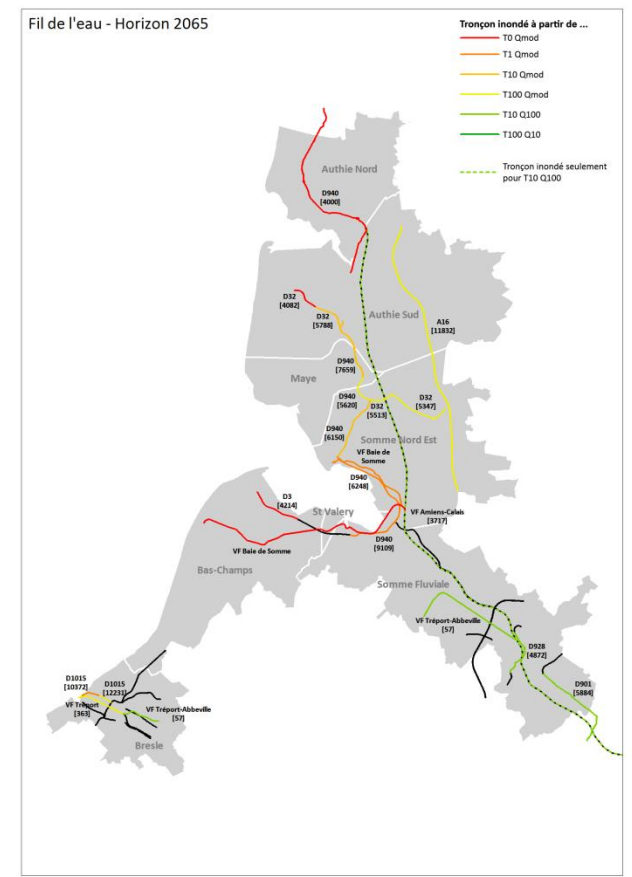 Fil de l'eau - Horizon 2065
Tronçon inondé à partir de ...
T0 Qmod
T1 Qmod
T10 Qmod
T100 Qmod
T10 Q100
T100 Q10
Tronçon inondé seulement
pour T10 Q100
Authie Nord
D940
[4000]
D32
[4082]
D32
[5788]
Authie Sud
A16
[11832]
D940
[7659]
Maye
D940
[5620]
D32
[5513]
D32
[5347]
D940
[6150]
Somme Nord Est
VF Baie de
Somme
D940
[6248]
D3
[4214]
St Valery
VF Amiens-Calais
[3717]
D940
[9109]
VF Baie de Somme
Bas-Champs
Somme Fluviale
VF Tréport-Abbeville
[57]
D928
[4872]
D901
[5884]
D1015
[10372]
D1015
[12231]
VF Tréport
[363]
VF Tréport-Abbeville
[57]
Bresle